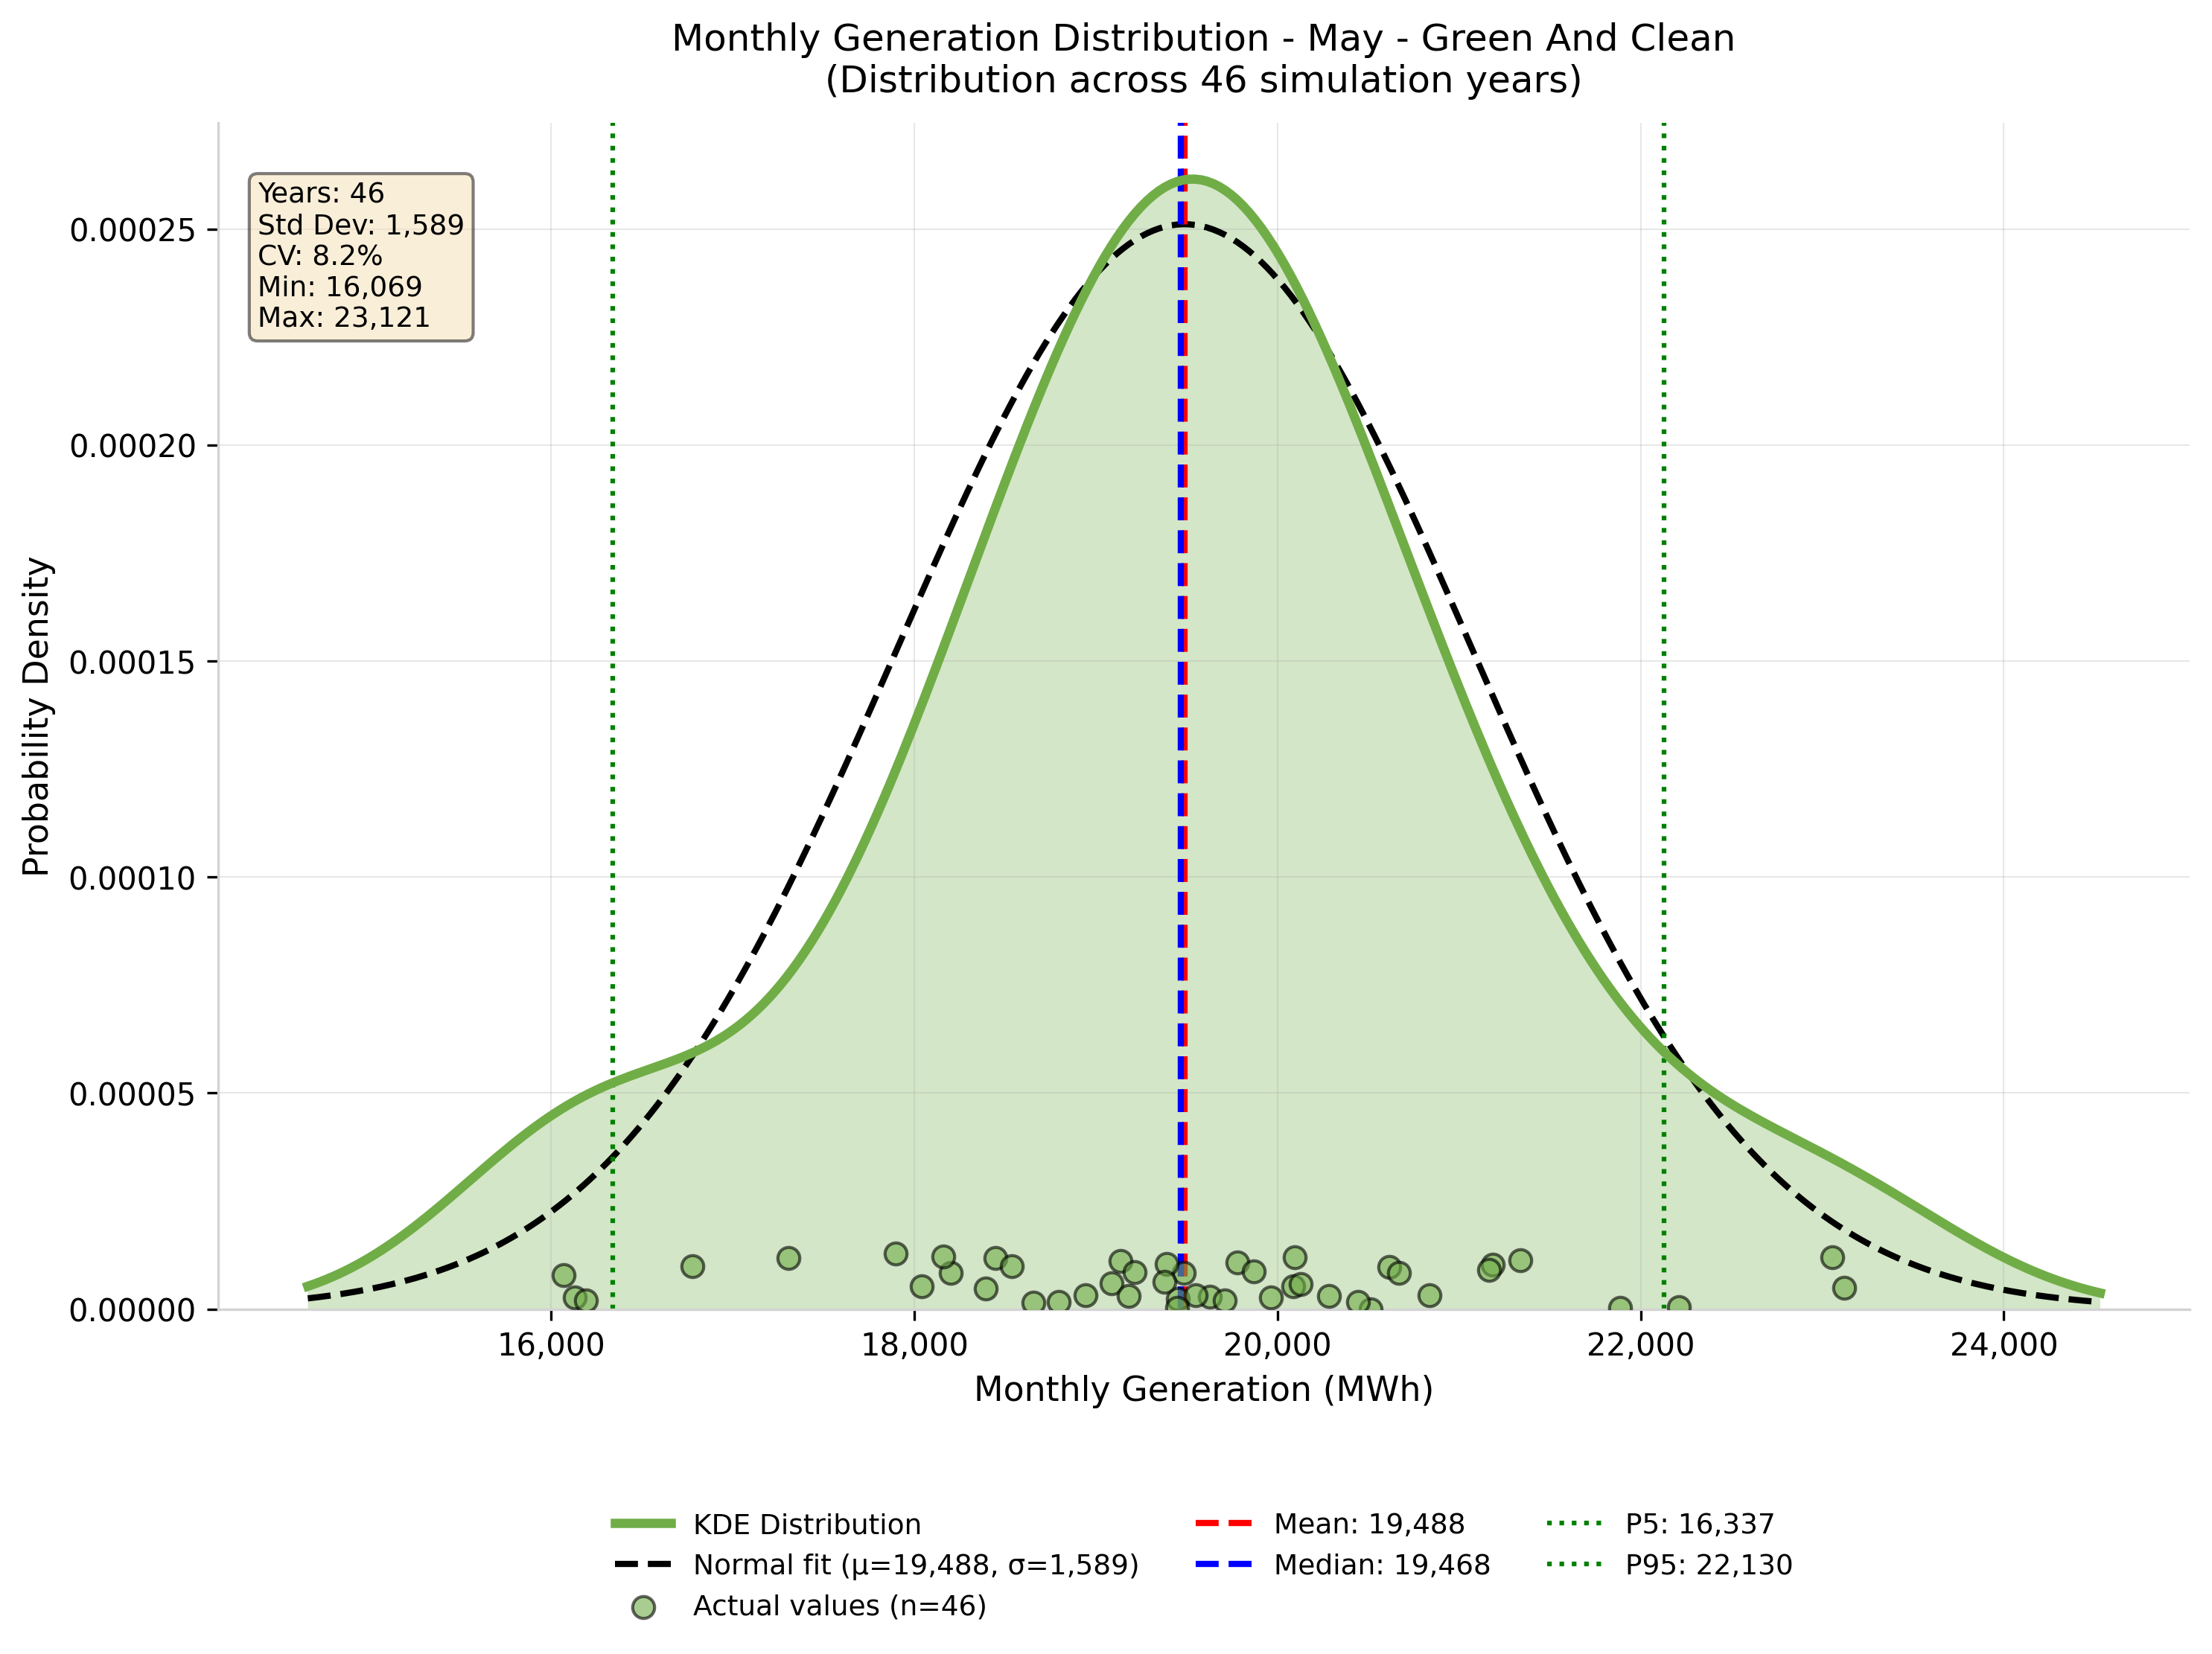 Monthly Generation Distribution - May - Green And Clean
(Distribution across 46 simulation years)
Years: 46
Std Dev: 1,589
CV: 8.2%
Min: 16,069
Max: 23,121
Probability Density
0.00025
0.00020
0.00015
0.00010
0.00005
0.00000
16,000
18,000
20,000
22,000
24,000
Monthly Generation (MWh)
KDE Distribution
Normal fit (μ=19,488, σ=1,589)
Actual values (n=46)
Mean: 19,488
Median: 19,468
P5: 16,337
P95: 22,130